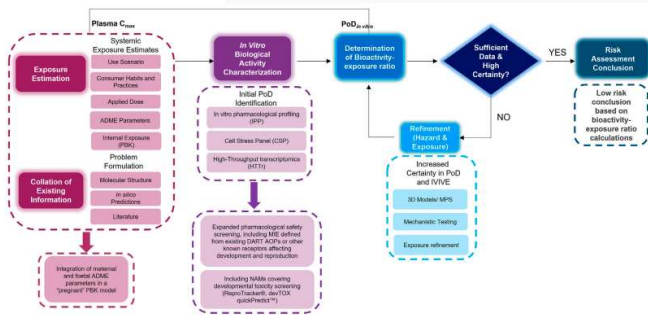 Plasma Cmax
PoDin vitro
Systemic
Exposure Estimates
Exposure
Estimation
Use Scenario
Consumer Habits and
Practices
Applied Dose
ADME Parameters
Internal Exposure
(PBK)
Problem
Formulation
Collation of
Existing
Information
Molecular Structure
In silico
Predictions
Literature
Integration of maternal
and foetal ADME
parameters in a
"pregnant" PBK model
In Vitro
Biological
Activity
Characterization
Initial PoD
Identification
In vitro pharmacological profiling
(IPP)
Cell Stress Panel (CSP)
High-Throughput transcriptomics
(HTTr)
Expanded pharmacological safety
screening, including MIE defined
from existing DART AOPs or other
known receptors affecting
development and reproduction
Including NAMs covering
developmental toxicity screening
(ReproTracker®, devTOX
quickPredict™)
Determination
of Bioactivity-
exposure ratio
Sufficient
Data &
High
Certainty?
YES
NO
Risk
Assessment
Conclusion
Low risk
conclusion
based on
bioactivity-
exposure ratio
calculations
Refinement
(Hazard &
Exposure)
Increased
Certainty in PoD
and IVIVE
3D Models/ MPS
Mechanistic Testing
Exposure refinement